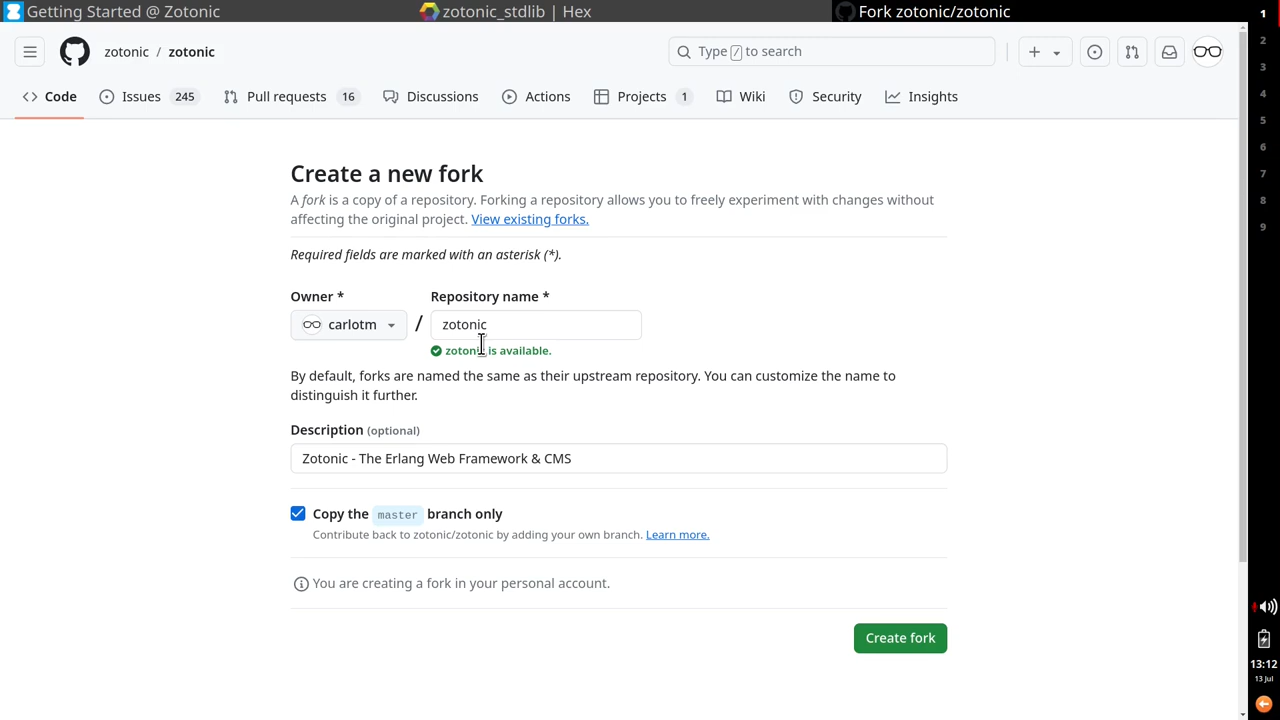 Getting Started @ Zotonic
zotonic_stdlib | Hex
Fork zotonic/zotonic
zotonic / zotonic
Type / to search
Code
Issues 245
Pull requests 16
Discussions
Actions
Projects 1
Wiki
Security
Insights
Create a new fork
A fork is a copy of a repository. Forking a repository allows you to freely experiment with changes without
affecting the original project. View existing forks.
Required fields are marked with an asterisk (*).
Owner *
Repository name *
carlotm / zotonic
zotonic is available.
By default, forks are named the same as their upstream repository. You can customize the name to
distinguish it further.
Description (optional)
Zotonic - The Erlang Web Framework & CMS
Copy the master branch only
Contribute back to zotonic/zotonic by adding your own branch. Learn more.
You are creating a fork in your personal account.
Create fork
1
2
3
4
5
6
7
8
9
13:12
13 Jul